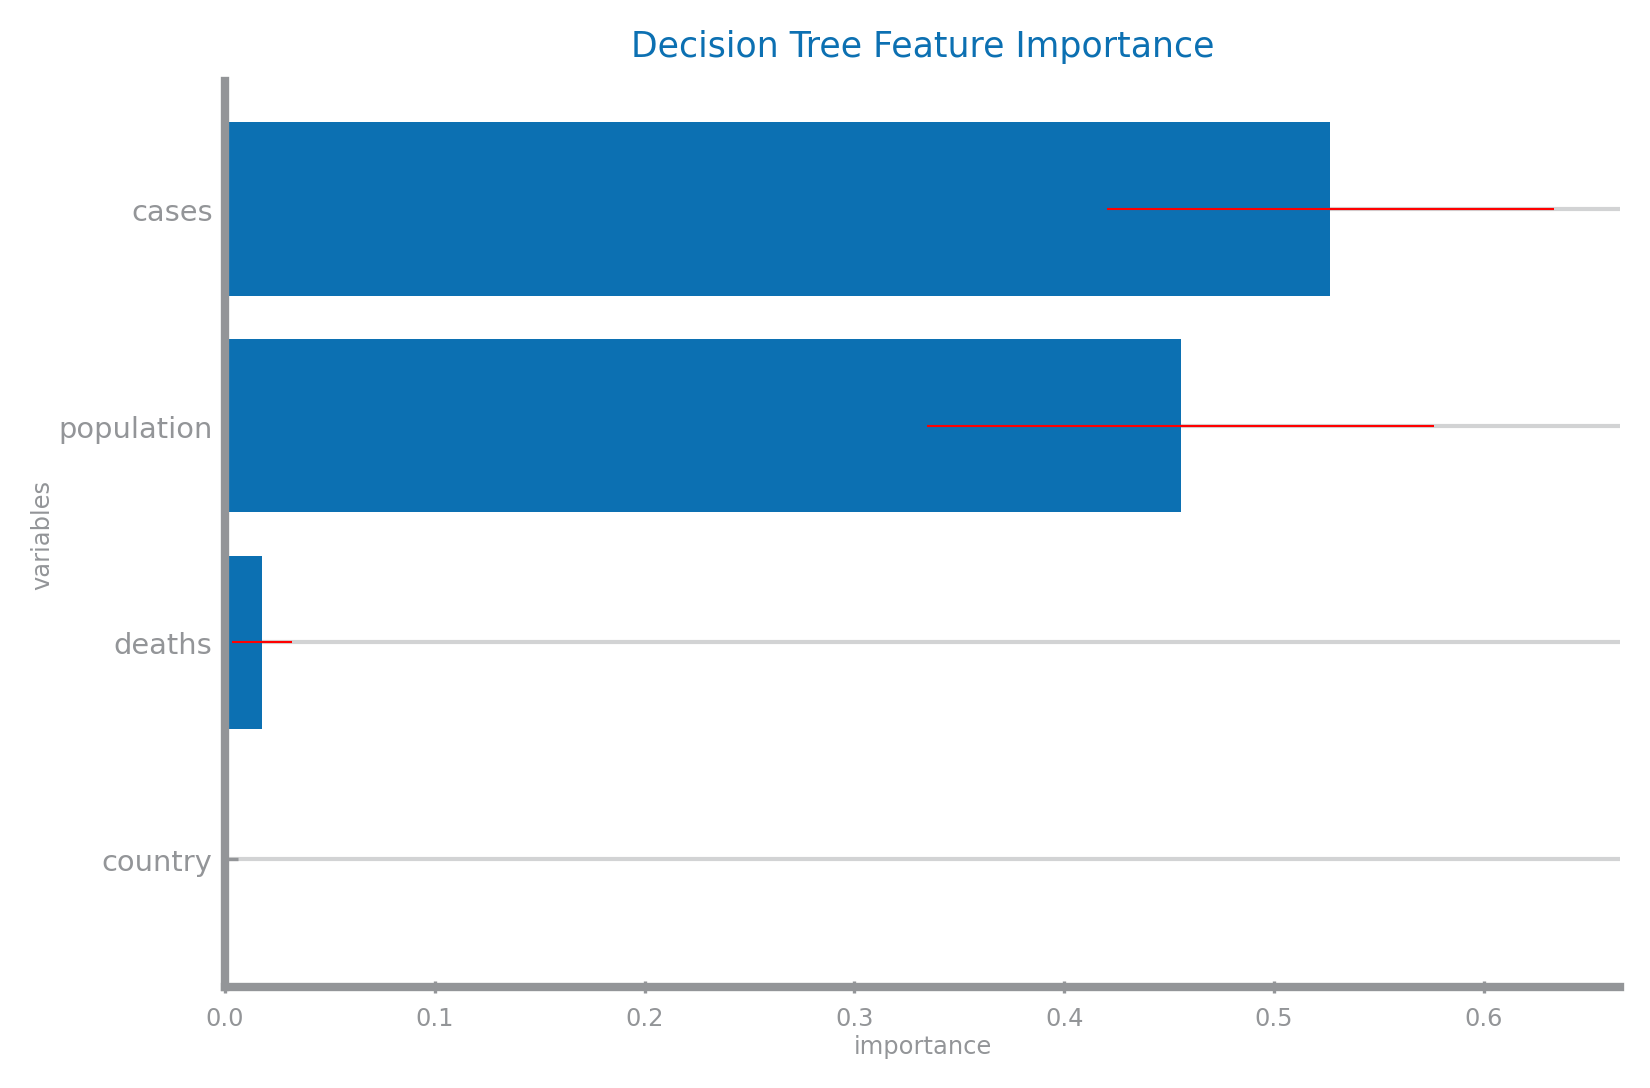 Decision Tree Feature Importance
cases
population
deaths
country
variables
0.0 0.1 0.2 0.3 0.4 0.5 0.6
importance